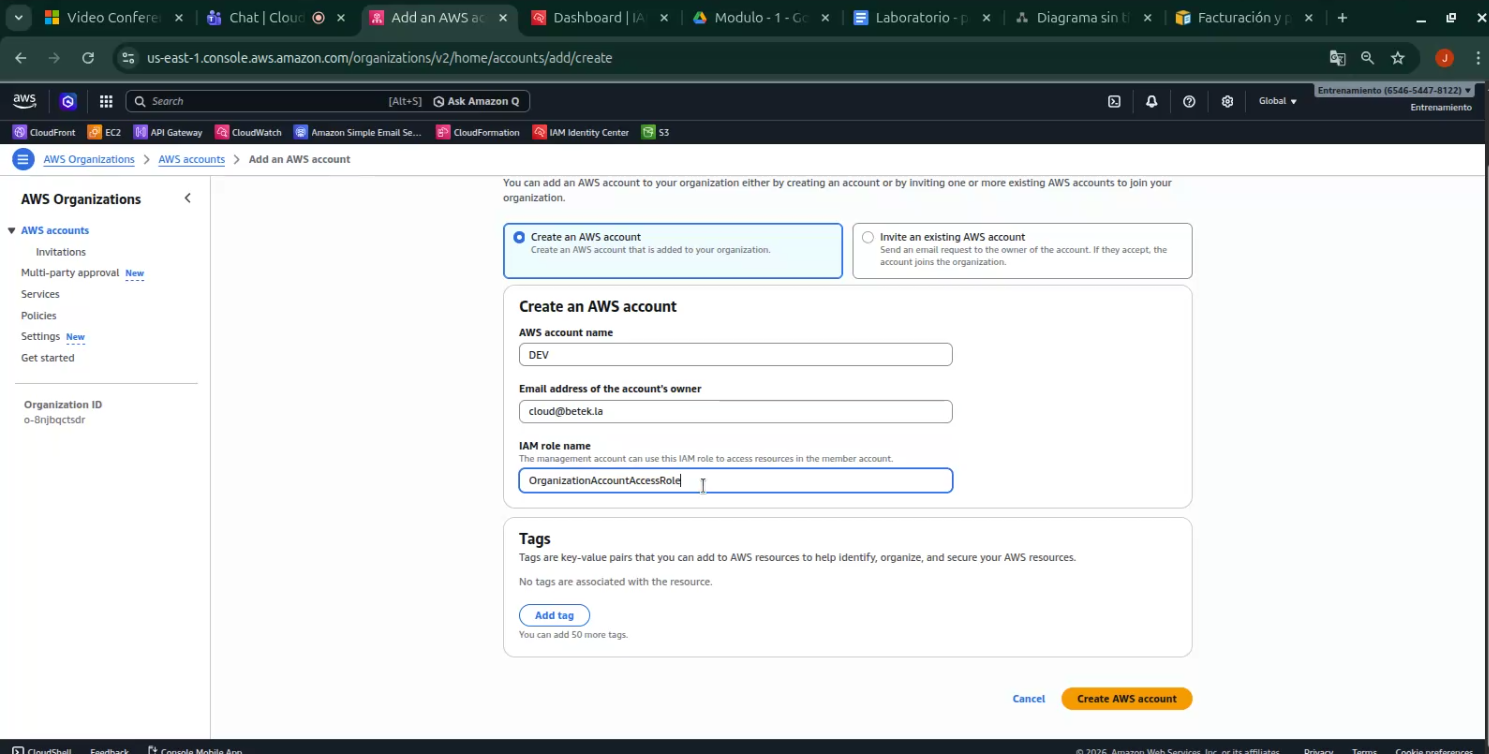 Video Confere
Chat | Cloud
Add an AWS ac
Dashboard | IA
Modulo - 1 - Go
Laboratorio - p
Diagrama sin t
Facturación y p
us-east-1.console.aws.amazon.com/organizations/v2/home/accounts/add/create
J
aws
Search
[Alt+S]
Ask Amazon Q
Global
Entrenamiento (6546-5447-8122)
Entrenamiento
CloudFront
EC2
API Gateway
CloudWatch
Amazon Simple Email Se...
CloudFormation
IAM Identity Center
S3
AWS Organizations > AWS accounts > Add an AWS account
AWS Organizations
AWS accounts
Invitations
Multi-party approval New
Services
Policies
Settings New
Get started
Organization ID
o-8njbqctsdr
You can add an AWS account to your organization either by creating an account or by inviting one or more existing AWS accounts to join your
organization.
Create an AWS account
Create an AWS account that is added to your organization.
Invite an existing AWS account
Send an email request to the owner of the account. If they accept, the
account joins the organization.
Create an AWS account
AWS account name
DEV
Email address of the account's owner
cloud@betek.la
IAM role name
The management account can use this IAM role to access resources in the member account.
OrganizationAccountAccessRole
Tags
Tags are key-value pairs that you can add to AWS resources to help identify, organize, and secure your AWS resources.
No tags are associated with the resource.
Add tag
You can add 50 more tags.
Cancel
Create AWS account
CloudShell
Feedback
Console Mobile App
© 2026, Amazon Web Services, Inc. or its affiliates.
Privacy
Terms
Cookie preferences